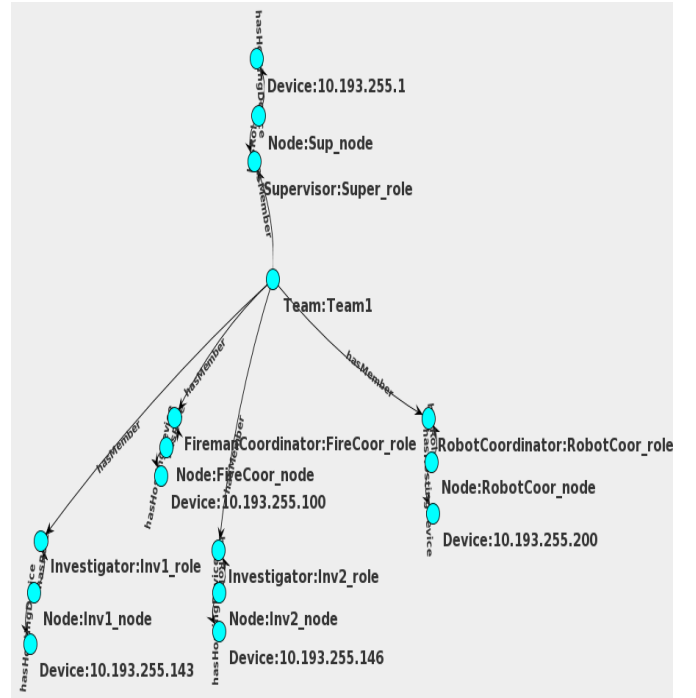 Device:10.193.255.1
Node:Sup_node
Supervisor:Super_role
hasMember
Team:Team1
hasMember
hasMember
hasMember
hasMember
FiremanCoordinator:FireCoor_role
RobotCoordinator:RobotCoor_role
Node:FireCoor_node
Node:RobotCoor_node
Device:10.193.255.100
Device:10.193.255.200
Investigator:Inv1_role
Investigator:Inv2_role
Node:Inv1_node
Node:Inv2_node
Device:10.193.255.143
Device:10.193.255.146